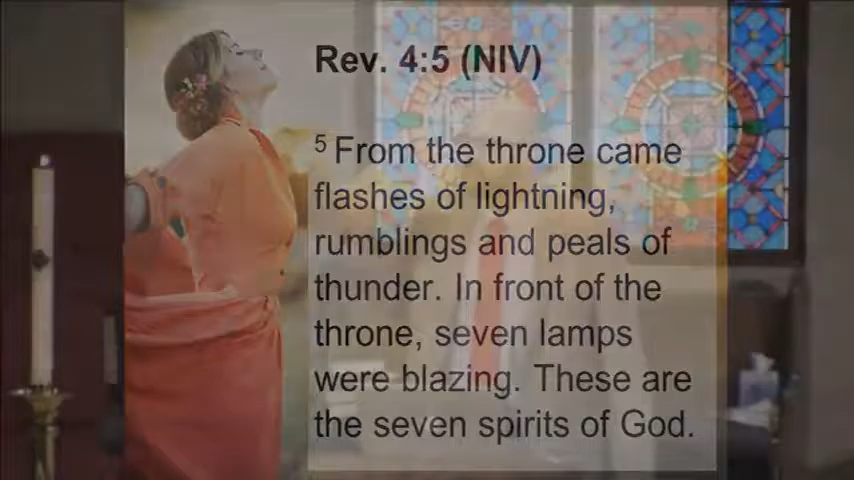 Rev. 4:5 (NIV)
5 From the throne came
flashes of lightning,
rumblings and peals of
thunder. In front of the
throne, seven lamps
were blazing. These are
the seven spirits of God.